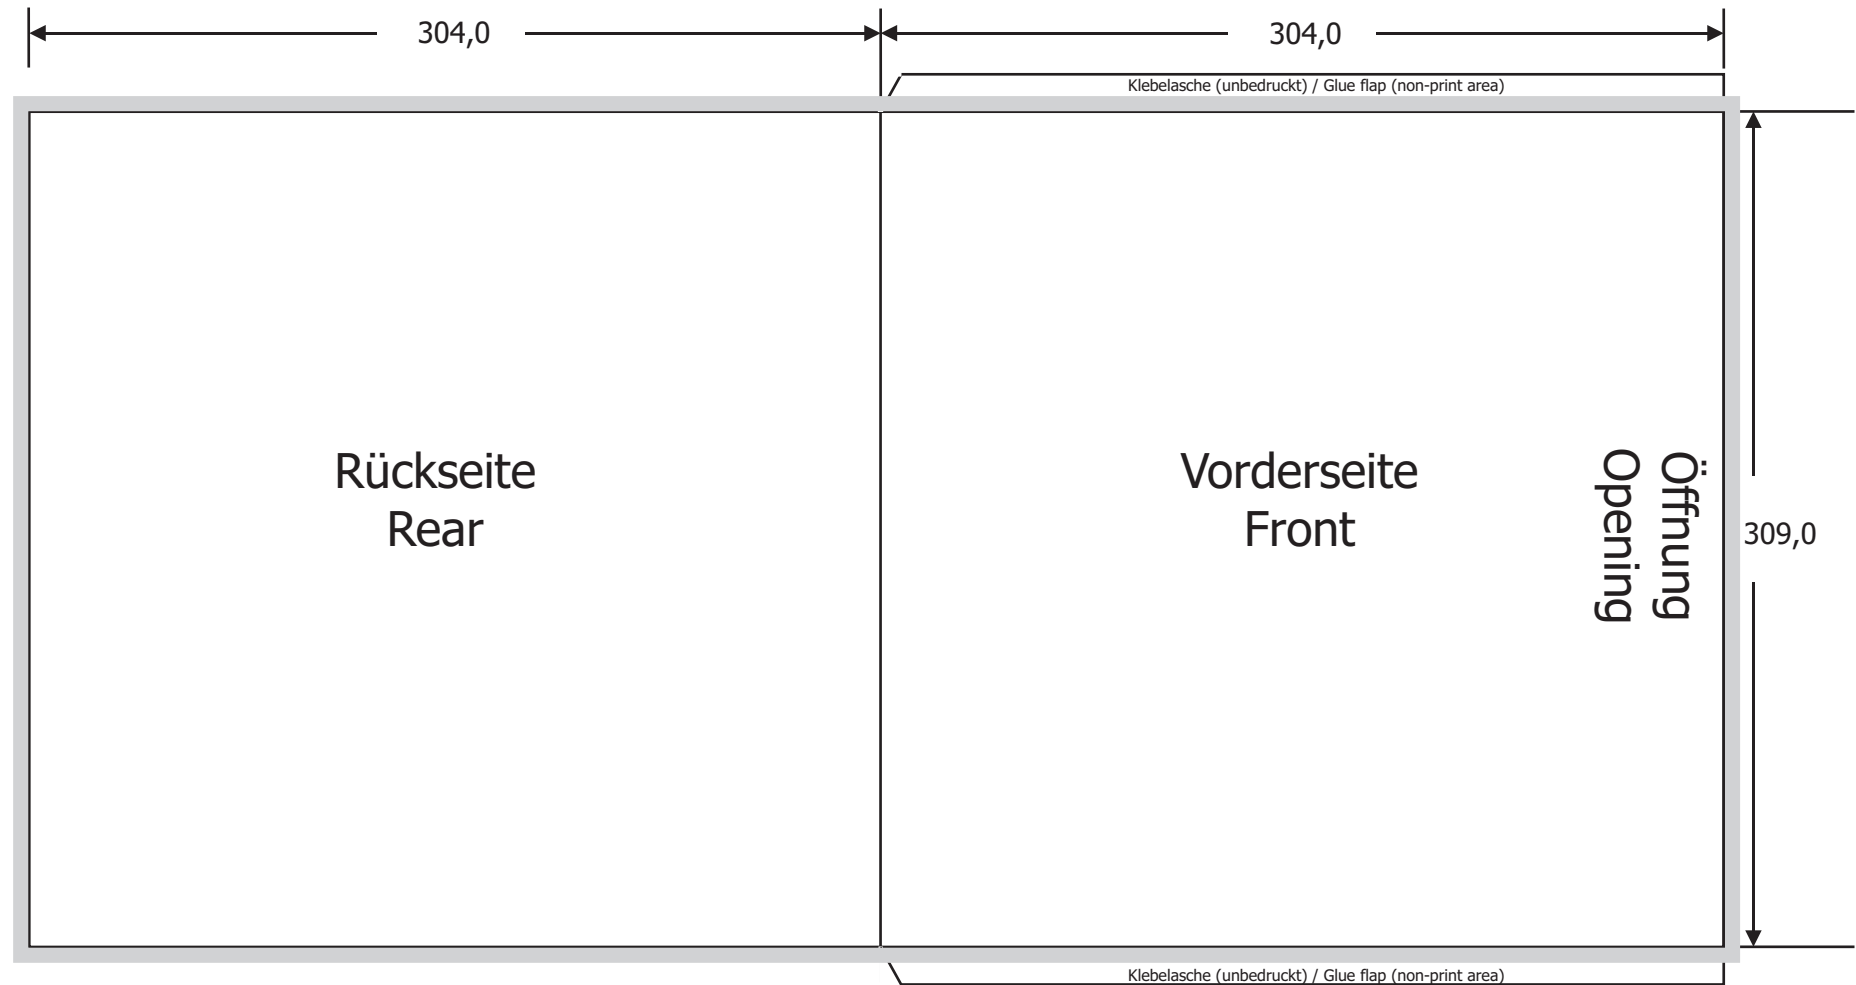 304,0
304,0
Klebelasche (unbedruckt) / Glue flap (non-print area)
Rückseite
Rear
Vorderseite
Front
Öffnung
Opening
309,0
Klebelasche (unbedruckt) / Glue flap (non-print area)